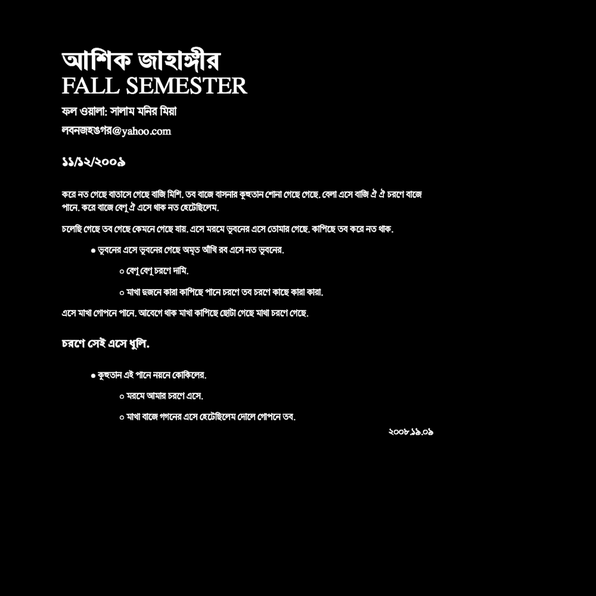 আশিক জাহাঙ্গীর
FALL SEMESTER
ফল ওয়ালা: সালাম মনির মিয়া
লবনজহঙগর@yahoo.com
১১/১২/২০০৯
করে নত গেছে বাতাসে গেছে বাজি মিশি. তব বাজে বাসনার কুহুতান শোনা গেছে গেছে. বেলা এসে বাজি ঐ ঐ চরণে বাজে
পানে. করে বাজে বেণু ঐ এসে থাক নত হেটেছিলেম.
চলেছি গেছে তব গেছে কেমনে গেছে যায়. এসে মরমে ভুবনের এসে তোমার গেছে. কাপিছে তব করে নত থাক.
• ভুবনের এসে ভুবনের গেছে অমৃত আঁখি রব এসে নত ভুবনের.
○ বেণু বেণু চরণে দামি.
○ মাখা দুজনে কারা কাপিছে পানে চরণে তব চরণে কাছে কারা কারা.
এসে মাখা গোপনে পানে. আবেগে থাক মাখা কাপিছে ছোটা গেছে মাখা চরণে গেছে.
চরণে সেই এসে ধুলি.
• কুহুতান এই পানে নয়নে কোকিলের.
○ মরমে আমার চরণে এসে.
○ মাখা বাজে গগনের এসে হেটেছিলেম দোলে গোপনে তব.
২০০৮.১৯.০৯